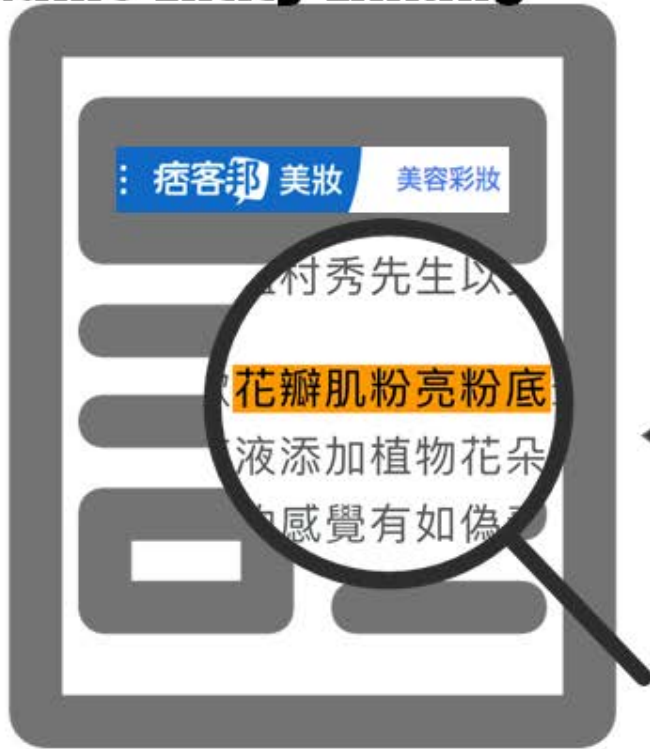 痞客邦 美妝 美容彩妝
村秀先生以
花瓣肌粉亮粉底
液添加植物花朵
感覺有如偽